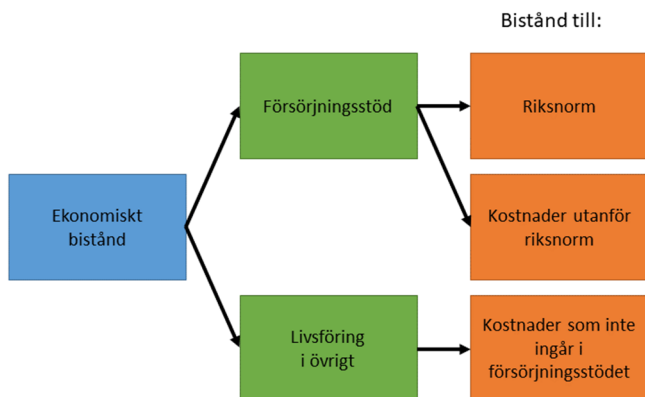 Bistånd till:
Försörjningsstöd
Riksnorm
Ekonomiskt
bistånd
Kostnader utanför
riksnorm
Livsföring
i övrigt
Kostnader som inte
ingår i
försörjningsstödet